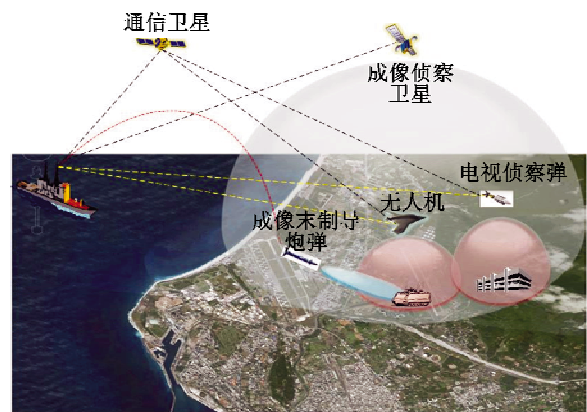 通信卫星
成像侦察
卫星
电视侦察弹
无人机
成像末制导
炮弹